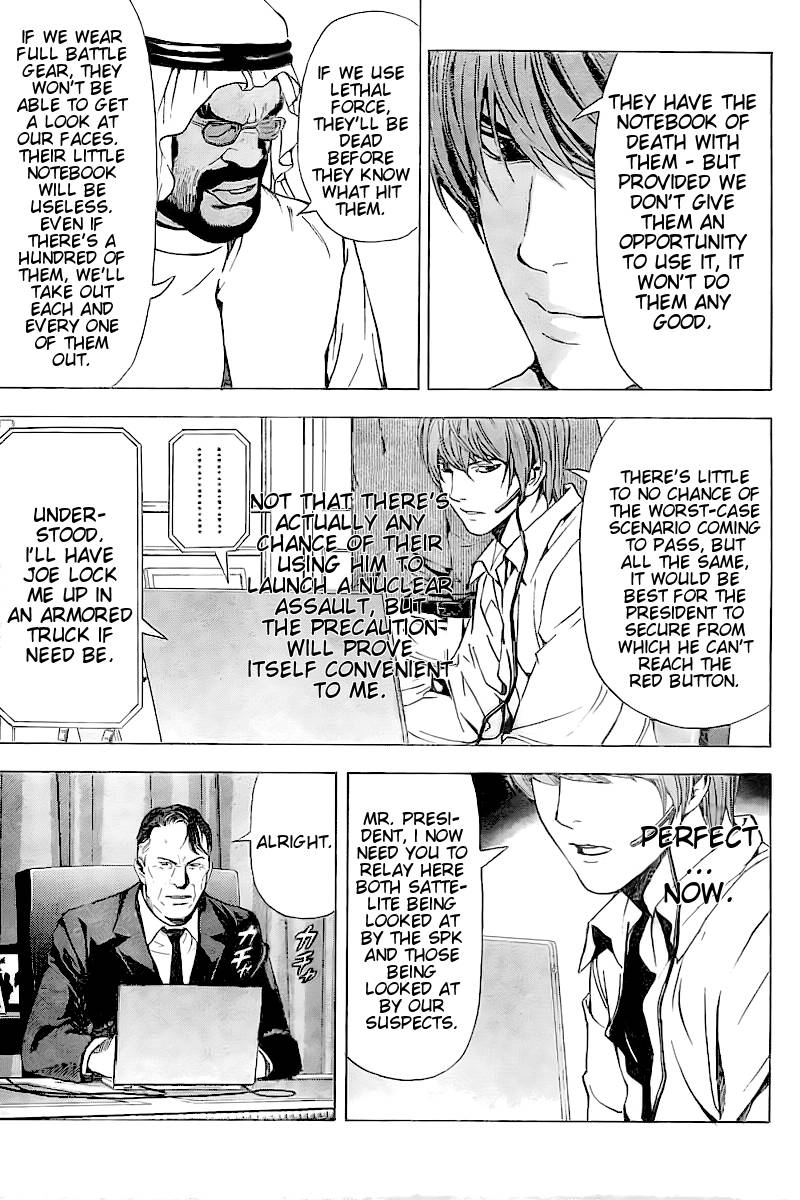 THEY HAVE THE
NOTEBOOK OF
DEATH WITH
THEM - BUT
PROVIDED WE
DON'T GIVE
THEM AN
OPPORTUNITY
TO USE IT, IT
WON'T DO
THEM ANY
GOOD.
IF WE USE
LETHAL
FORCE,
THEY'LL BE
DEAD
BEFORE
THEY KNOW
WHAT HIT
THEM.
IF WE WEAR
FULL BATTLE
GEAR, THEY
WON'T BE
ABLE TO GET
A LOOK AT
OUR FACES.
THEIR LITTLE
NOTEBOOK
WILL BE
USELESS.
EVEN IF
THERE'S A
HUNDRED OF
THEM, WE'LL
TAKE OUT
EACH AND
EVERY ONE
OF THEM
OUT.
THERE'S LITTLE
TO NO CHANCE OF
THE WORST-CASE
SCENARIO COMING
TO PASS, BUT
ALL THE SAME,
IT WOULD BE
BEST FOR THE
PRESIDENT TO
SECURE FROM
WHICH HE CAN'T
REACH THE
RED BUTTON.
NOT THAT THERE'S
ACTUALLY ANY
CHANCE OF THEIR
USING HIM TO
LAUNCH A NUCLEAR
ASSAULT, BUT
THE PRECAUTION
WILL PROVE
ITSELF CONVENIENT
TO ME.
UNDER-
STOOD.
I'LL HAVE
JOE LOCK
ME UP IN
AN ARMORED
TRUCK IF
NEED BE.
PERFECT
...
NOW.
MR. PRESI-
DENT, I NOW
NEED YOU TO
RELAY HERE
BOTH SATTE-
LITE BEING
LOOKED AT
BY THE SPK
AND THOSE
BEING
LOOKED AT
BY OUR
SUSPECTS.
ALRIGHT.
カチャ
カチャ